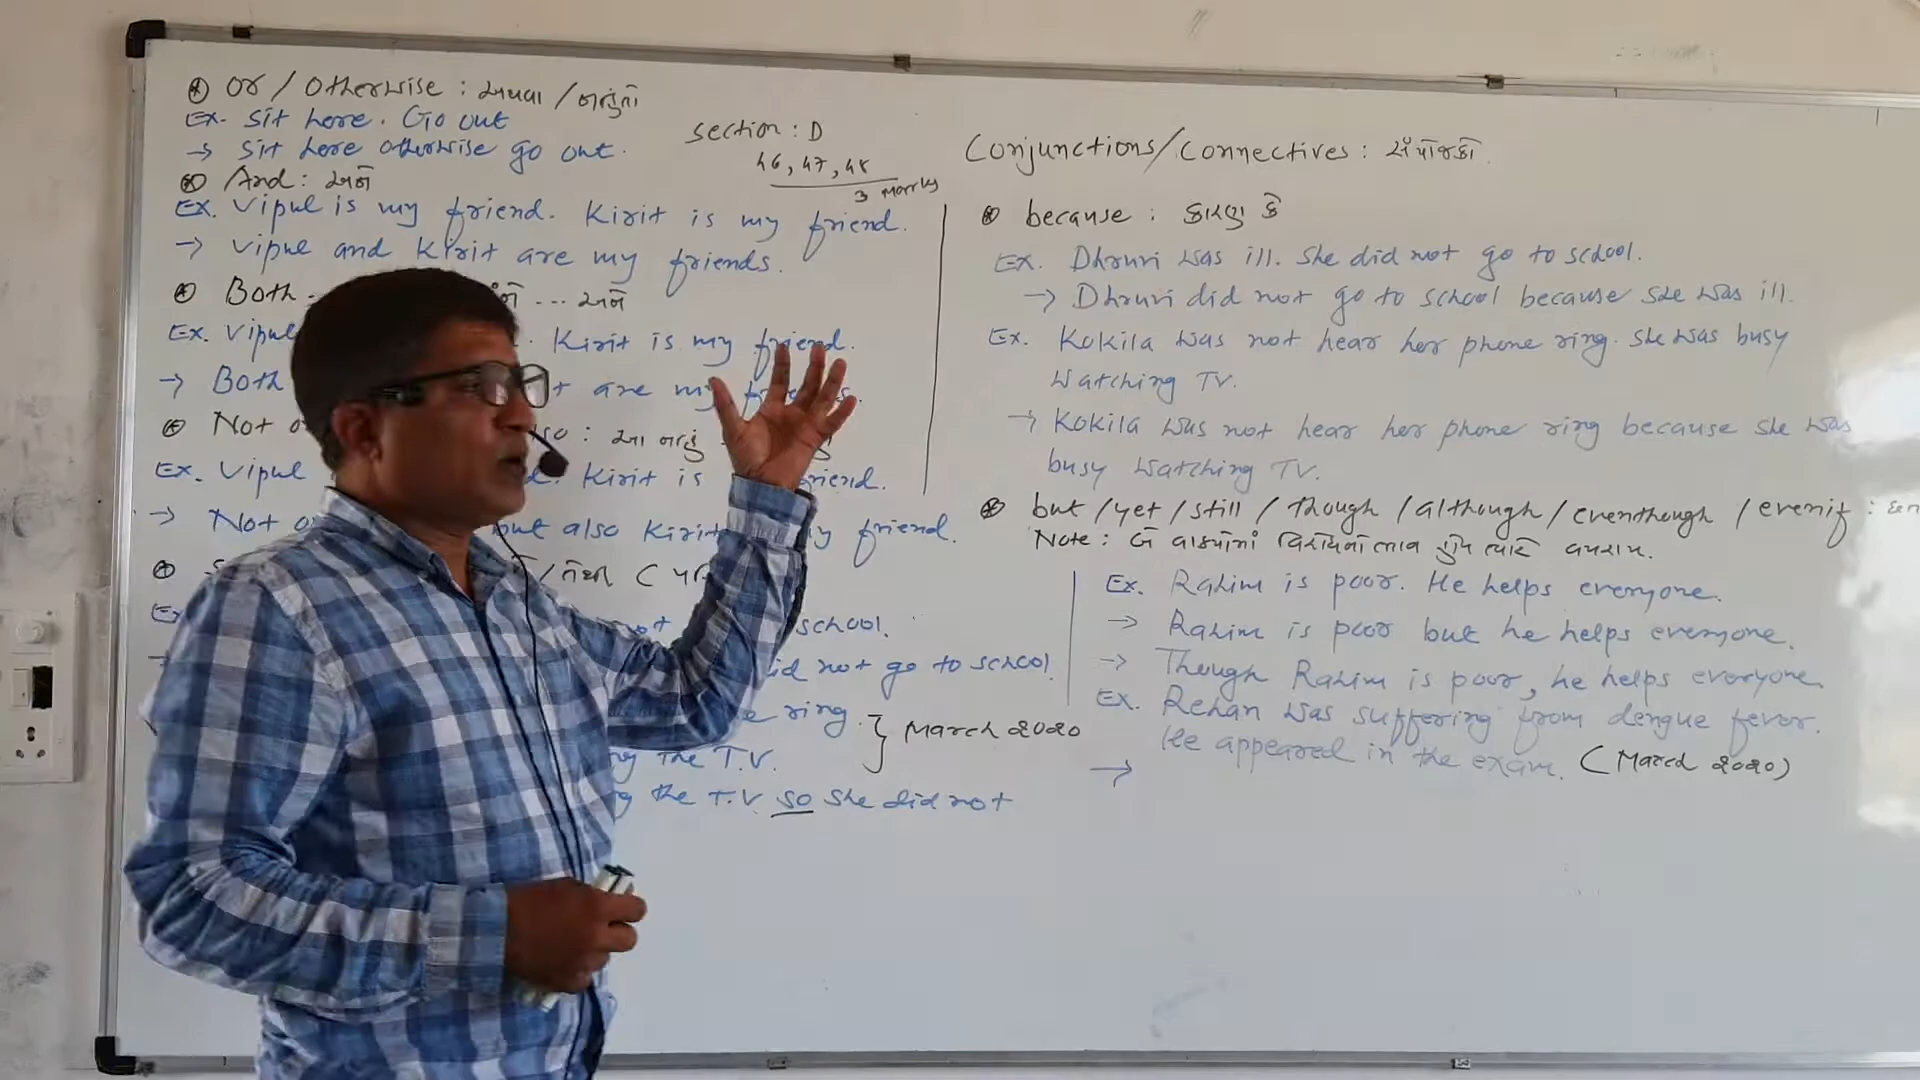 or / otherwise : અથવા / નહુંતો
Ex- Sit here. Go out
→ Sit here otherwise go out.
And : અને
Ex. Vipul is my friend. Kirit is my friend.
→ Vipul and Kirit are my friends.
Both ... અને
Ex. Vipul . Kirit is my friend.
→ Both are my
Not o : આ નહું
Ex. Vipul d. Kirit is friend.
→ Not o but also Kirit my friend.
/ તેથી (
Ex school.
did not go to school.
ring. } March 2020
the T.V.
the T.V so she did not
Section : D
46, 47, 48
3 Marks
Conjunctions/Connectives : સંયોજકો
because : કારણ કે
Ex. Dhruvi was ill. She did not go to school.
→ Dhruvi did not go to school because she was ill.
Ex. Kokila was not hear her phone ring. She was busy
watching TV.
→ Kokila was not hear her phone ring because she was
busy watching TV.
but /yet /still / though /although / eventhough / evenif :
Note : બે વાક્યોમાં વિરોધનો ભાવ હોય ત્યારે વપરાય.
Ex. Rahim is poor. He helps everyone.
→ Rahim is poor but he helps everyone.
→ Though Rahim is poor, he helps everyone.
Ex. Rehan was suffering from dengue fever.
He appeared in the exam. (March 2020)
→